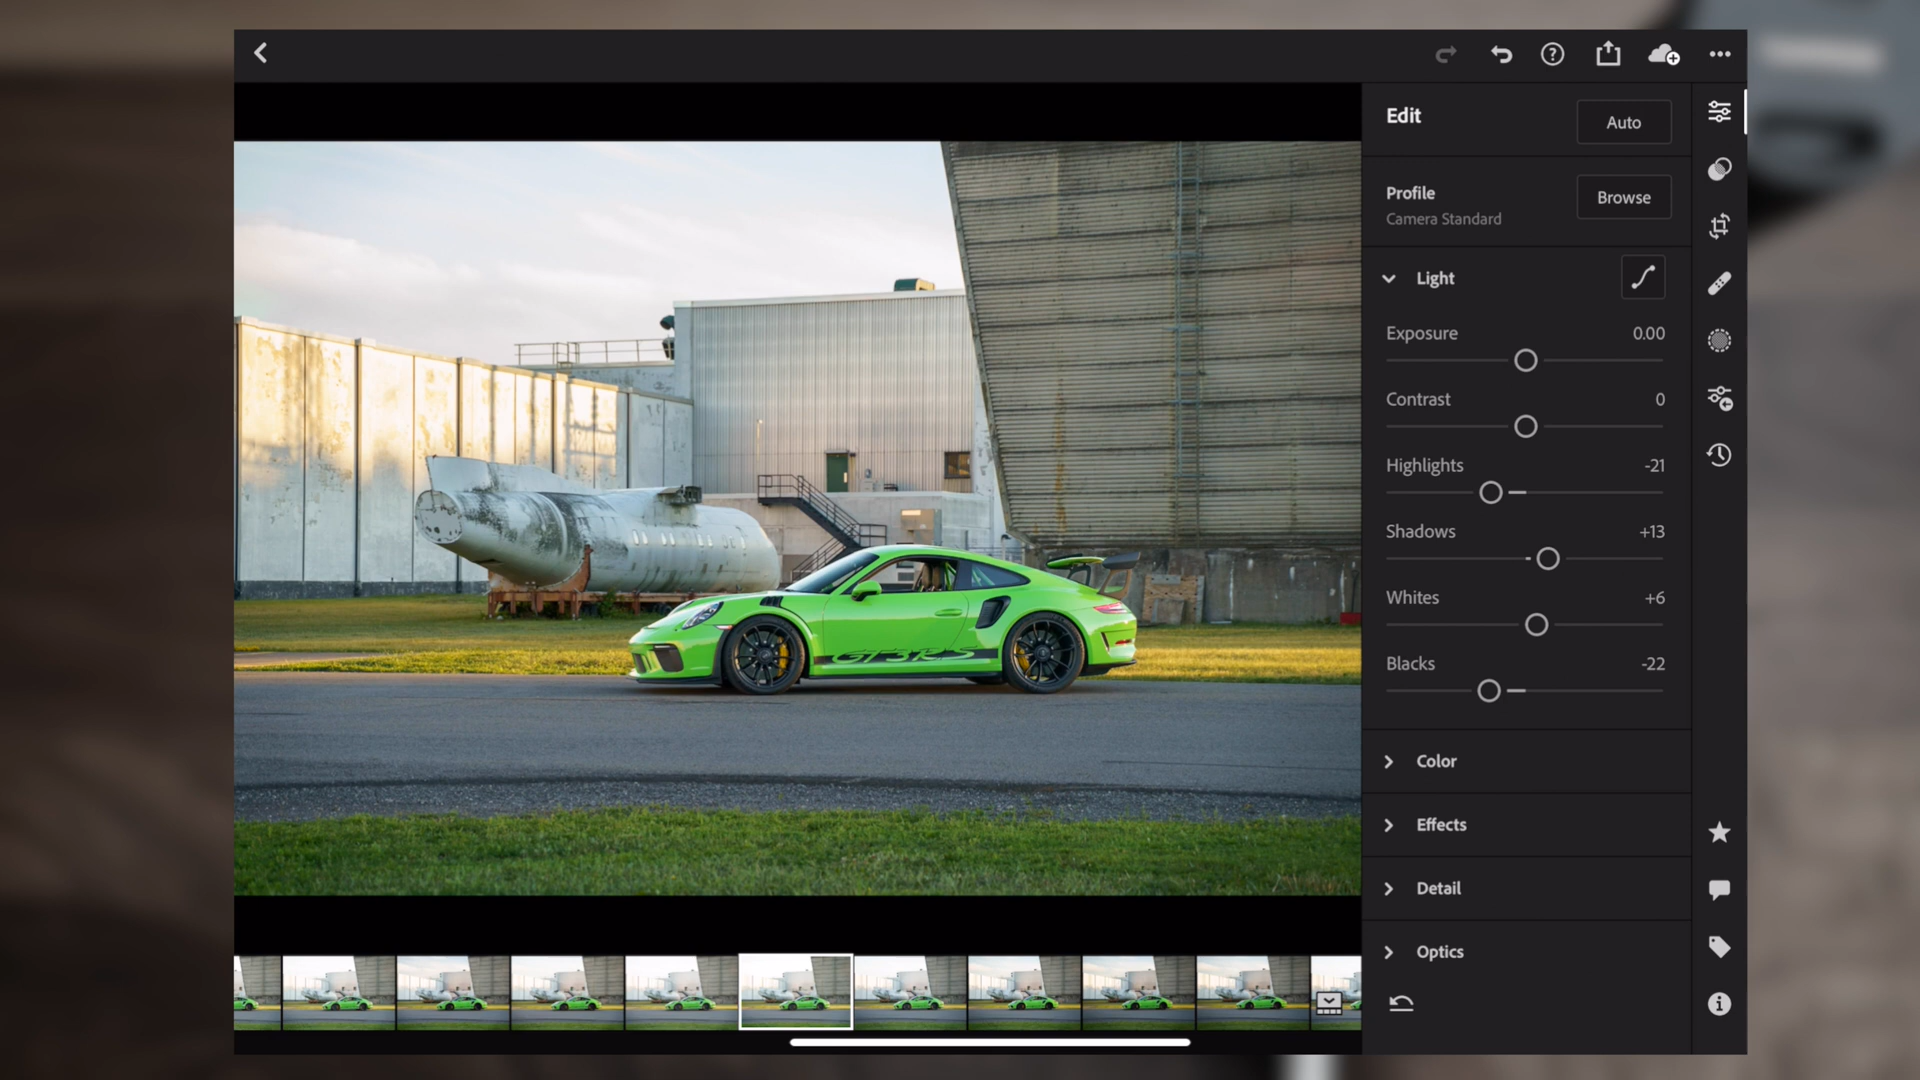 Edit
Auto
Profile
Camera Standard
Browse
Light
Exposure 0.00
Contrast 0
Highlights -21
Shadows +13
Whites +6
Blacks -22
Color
Effects
Detail
Optics
GT3RS